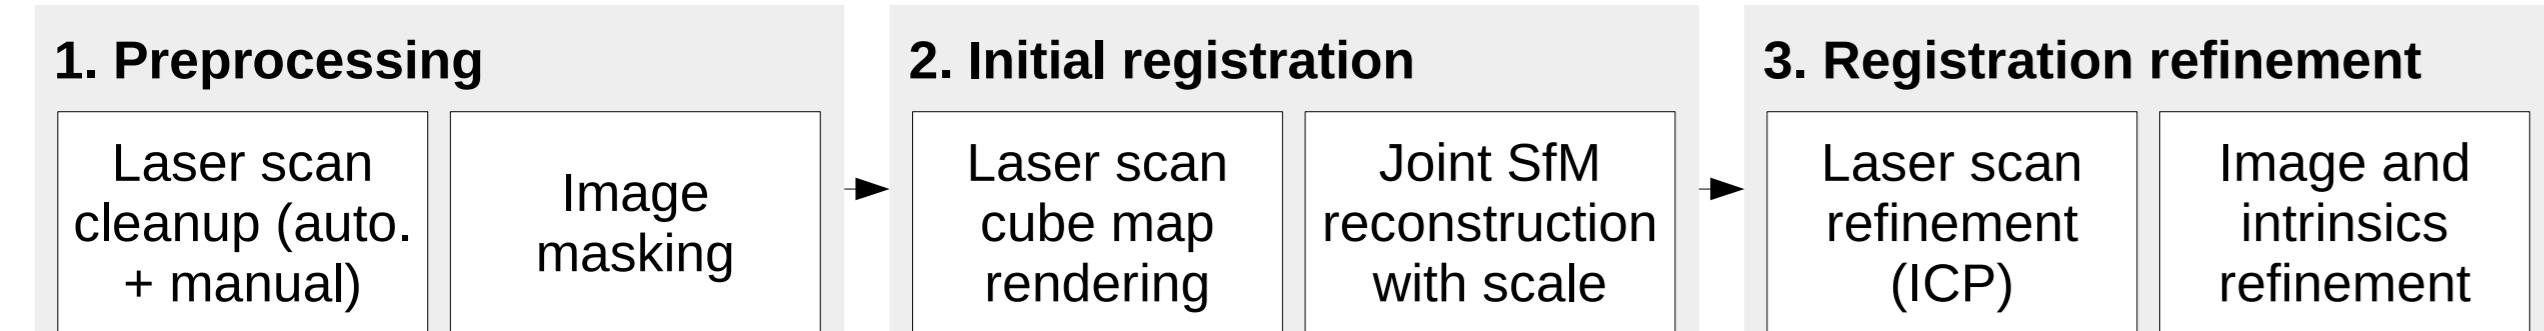 1. Preprocessing
Laser scan
cleanup (auto.
+ manual)
Image
masking
2. Initial registration
Laser scan
cube map
rendering
Joint SfM
reconstruction
with scale
3. Registration refinement
Laser scan
refinement
(ICP)
Image and
intrinsics
refinement